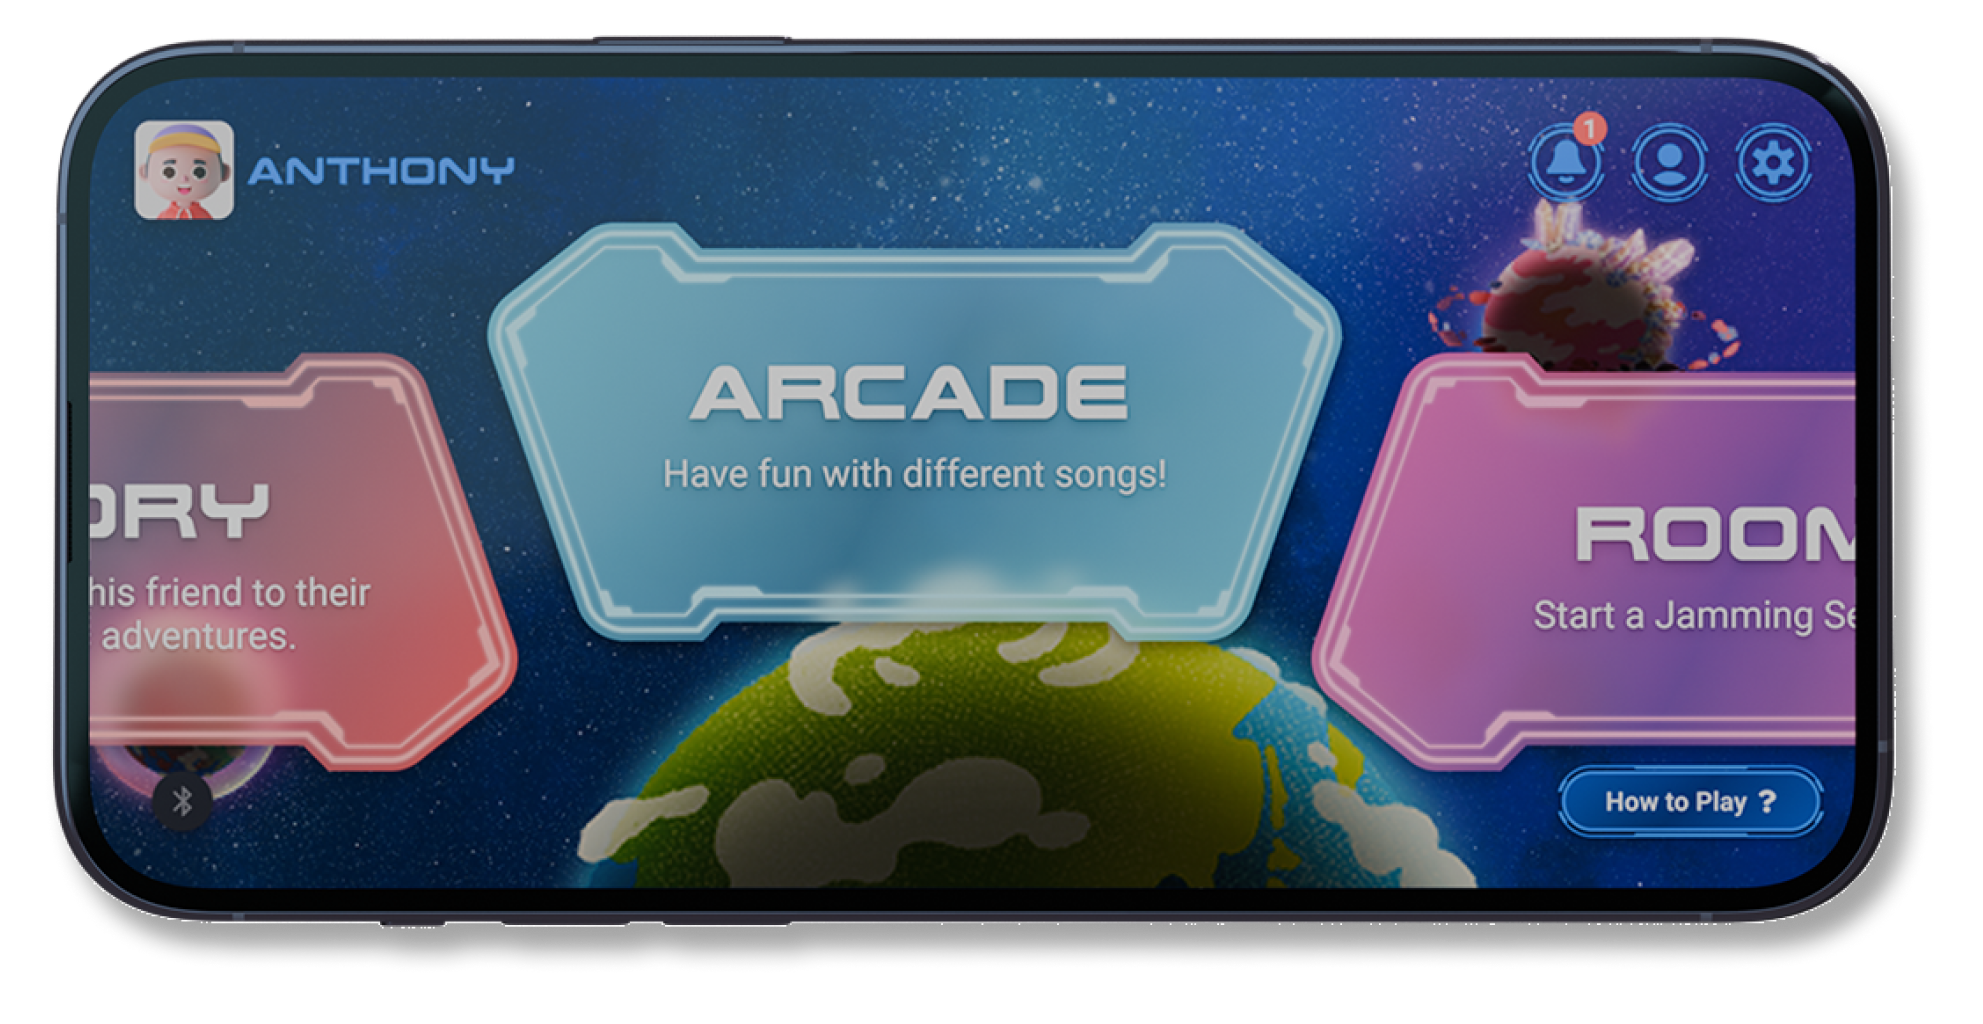 ANTHONY
1
ARCADE
Have fun with different songs!
ORY
his friend to their
adventures.
ROOM
Start a Jamming Se
How to Play ?